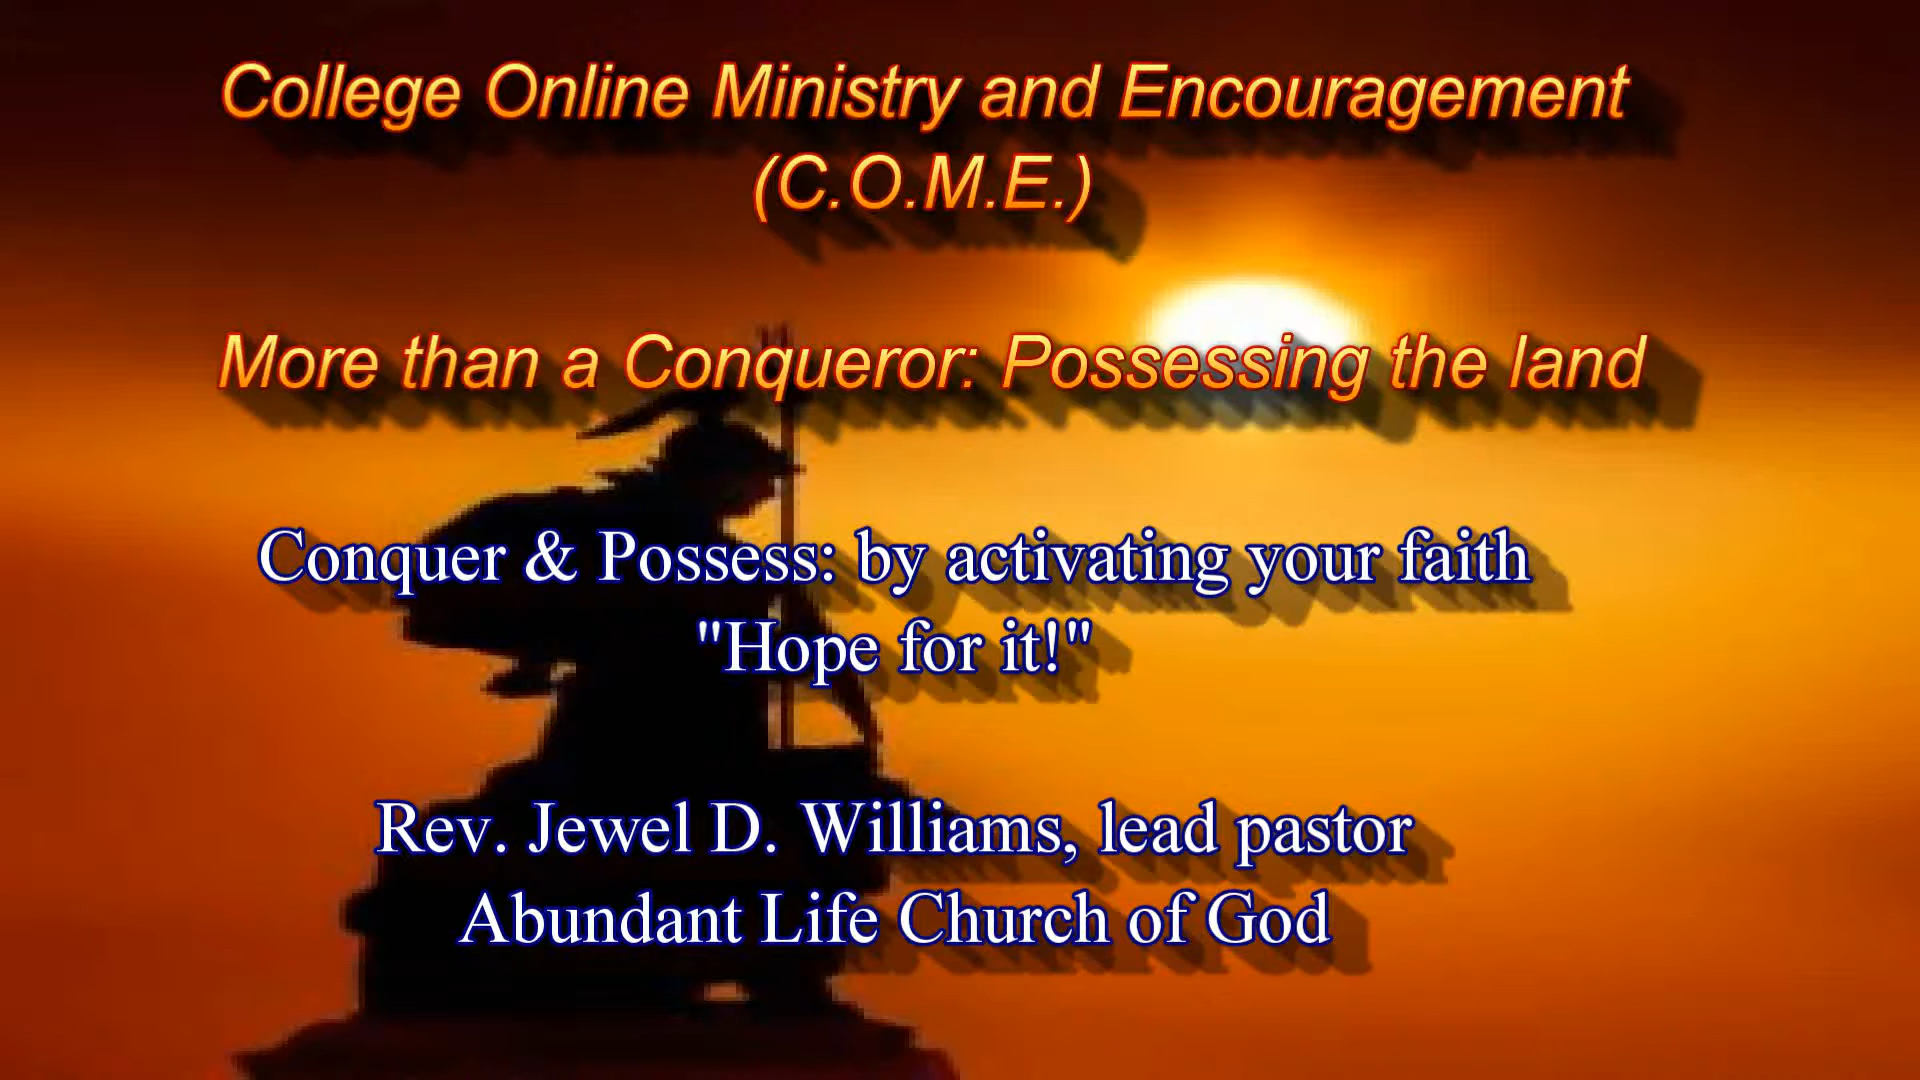 College Online Ministry and Encouragement
(C.O.M.E.)
More than a Conqueror: Possessing the land
Conquer & Possess: by activating your faith
"Hope for it!"
Rev. Jewel D. Williams, lead pastor
Abundant Life Church of God